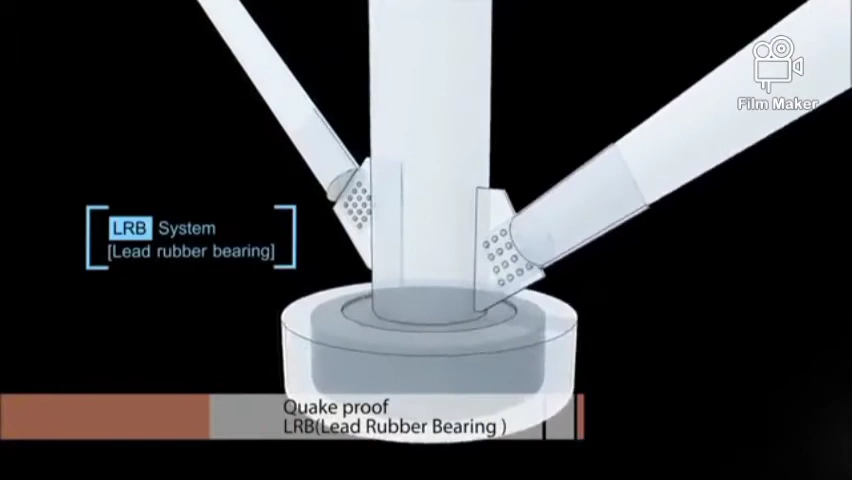 Film Maker
LRB System
[Lead rubber bearing]
Quake proof
LRB(Lead Rubber Bearing )